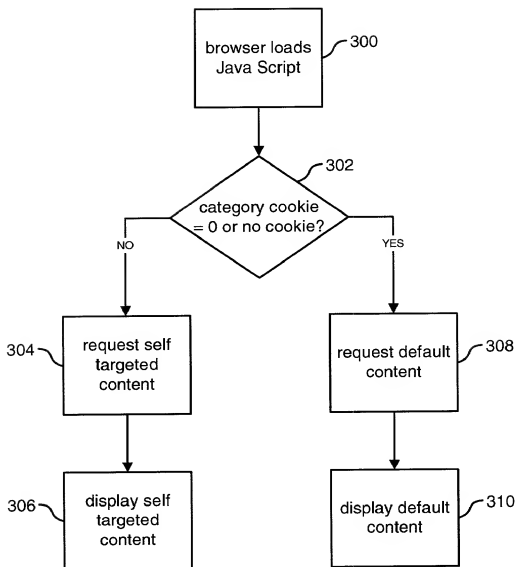 browser loads
Java Script
300
302
category cookie
= 0 or no cookie?
NO
YES
304
request self
targeted
content
request default
content
308
306
display self
targeted
content
display default
content
310